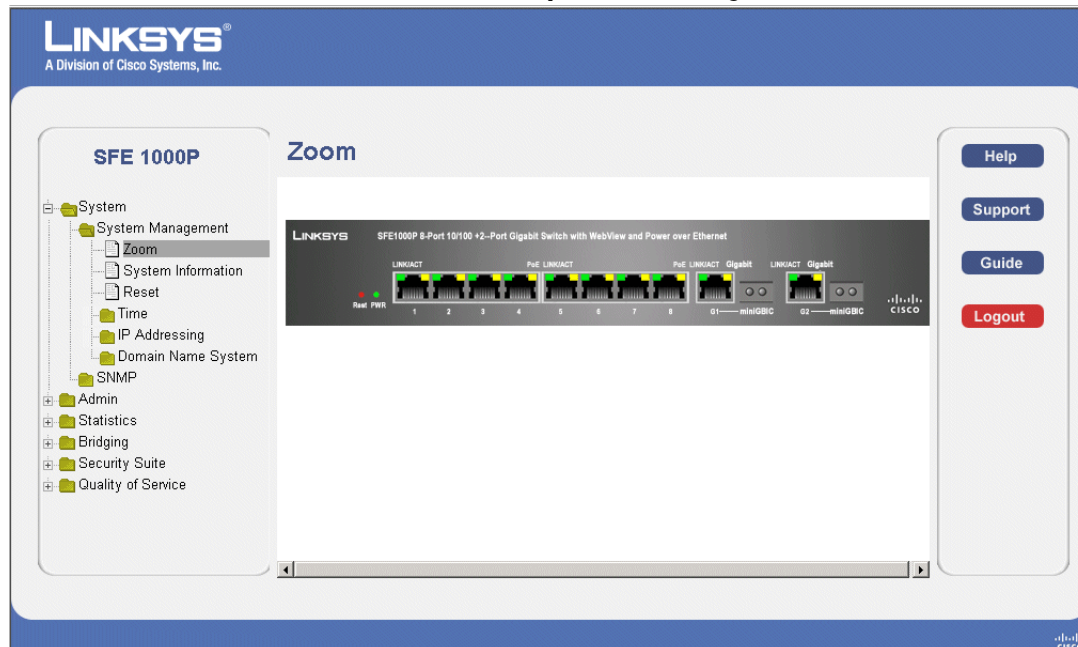 LINKSYS®
A Division of Cisco Systems, Inc.
SFE 1000P
System
System Management
Zoom
System Information
Reset
Time
IP Addressing
Domain Name System
SNMP
Admin
Statistics
Bridging
Security Suite
Quality of Service
Zoom
LINKSYS SFE1000P 8-Port 10/100 +2--Port Gigabit Switch with WebView and Power over Ethernet
LINK/ACT PoE LINK/ACT PoE LINK/ACT Gigabit LINK/ACT Gigabit
Reset PWR 1 2 3 4 5 6 7 8 G1 miniGBIC G2 miniGBIC
CISCO
Help
Support
Guide
Logout